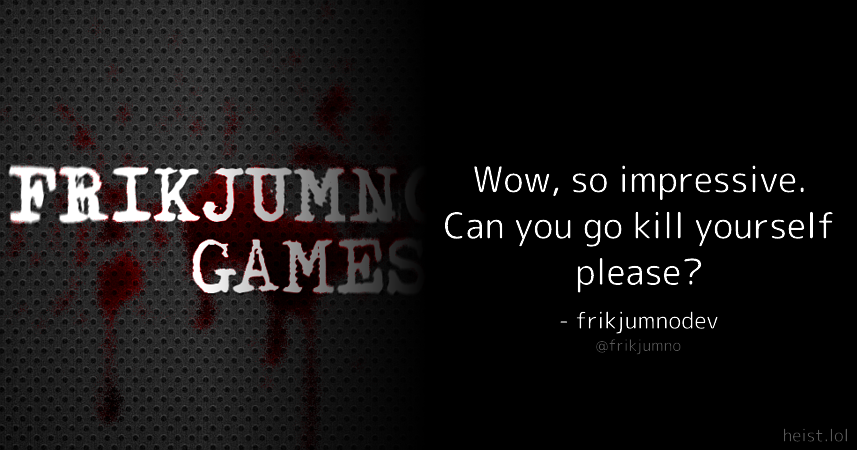 FRIKJUMNO
GAMES
Wow, so impressive.
Can you go kill yourself
please?
- frikjumnodev
@frikjumno
heist.lol